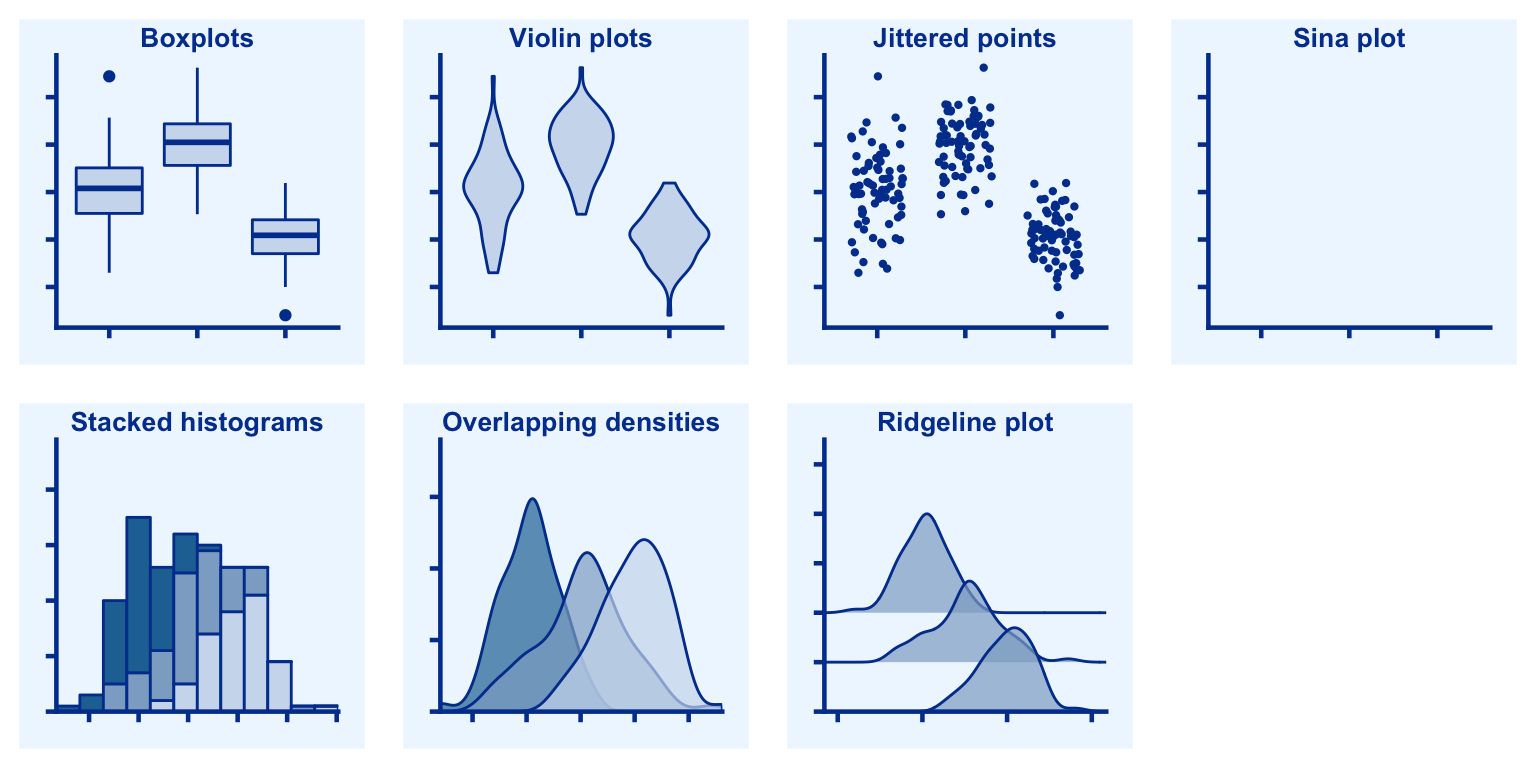 Boxplots
Violin plots
Jittered points
Sina plot
Stacked histograms
Overlapping densities
Ridgeline plot